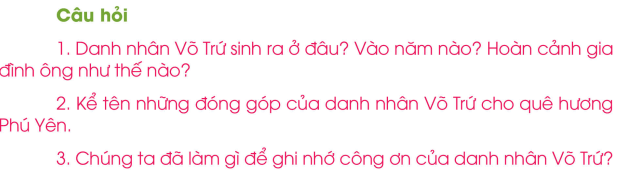 Câu hỏi
1. Danh nhân Võ Trứ sinh ra ở đâu? Vào năm nào? Hoàn cảnh gia
đình ông như thế nào?
2. Kể tên những đóng góp của danh nhân Võ Trứ cho quê hương
Phú Yên.
3. Chúng ta đã làm gì để ghi nhớ công ơn của danh nhân Võ Trứ?